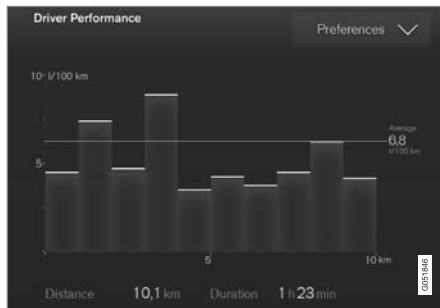 Driver Performance
Preferences
10 l/100 km
Average
6,8
l/100 km
5
5
10 km
G051846
Distance 10,1 km Duration 1 h 23 min